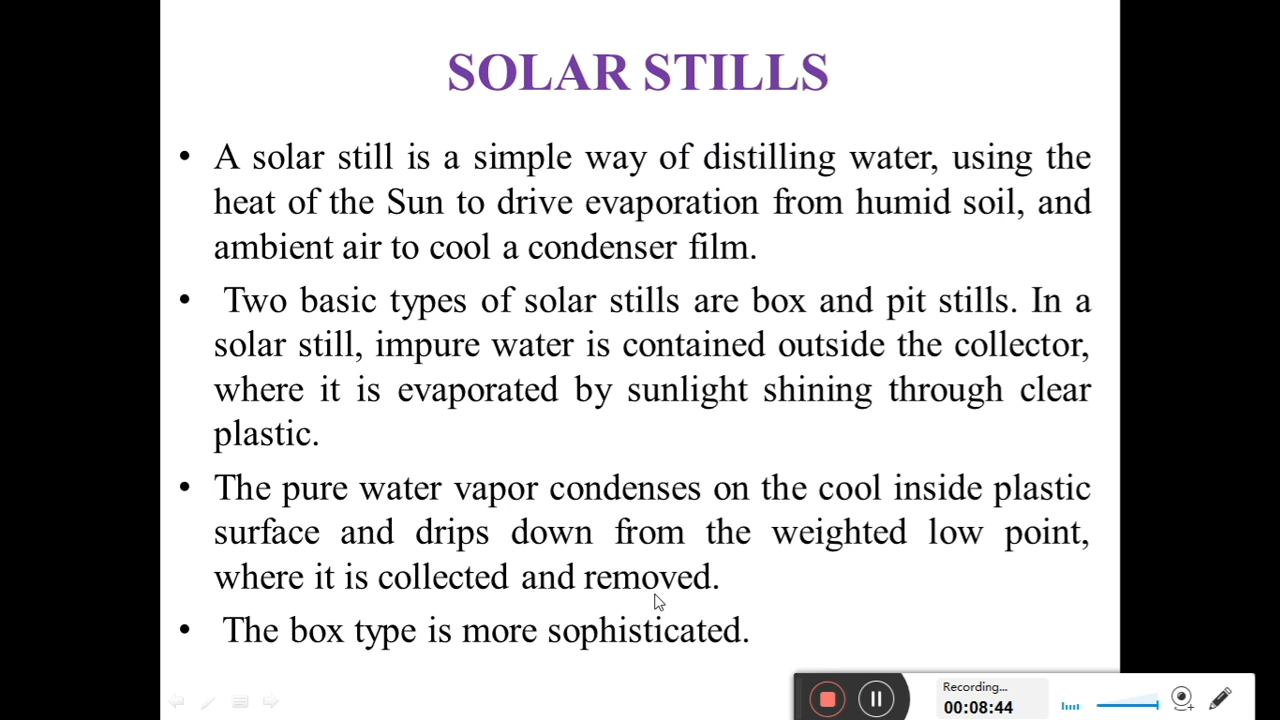 SOLAR STILLS
• A solar still is a simple way of distilling water, using the
heat of the Sun to drive evaporation from humid soil, and
ambient air to cool a condenser film.
• Two basic types of solar stills are box and pit stills. In a
solar still, impure water is contained outside the collector,
where it is evaporated by sunlight shining through clear
plastic.
• The pure water vapor condenses on the cool inside plastic
surface and drips down from the weighted low point,
where it is collected and removed.
• The box type is more sophisticated.
Recording...
00:08:44